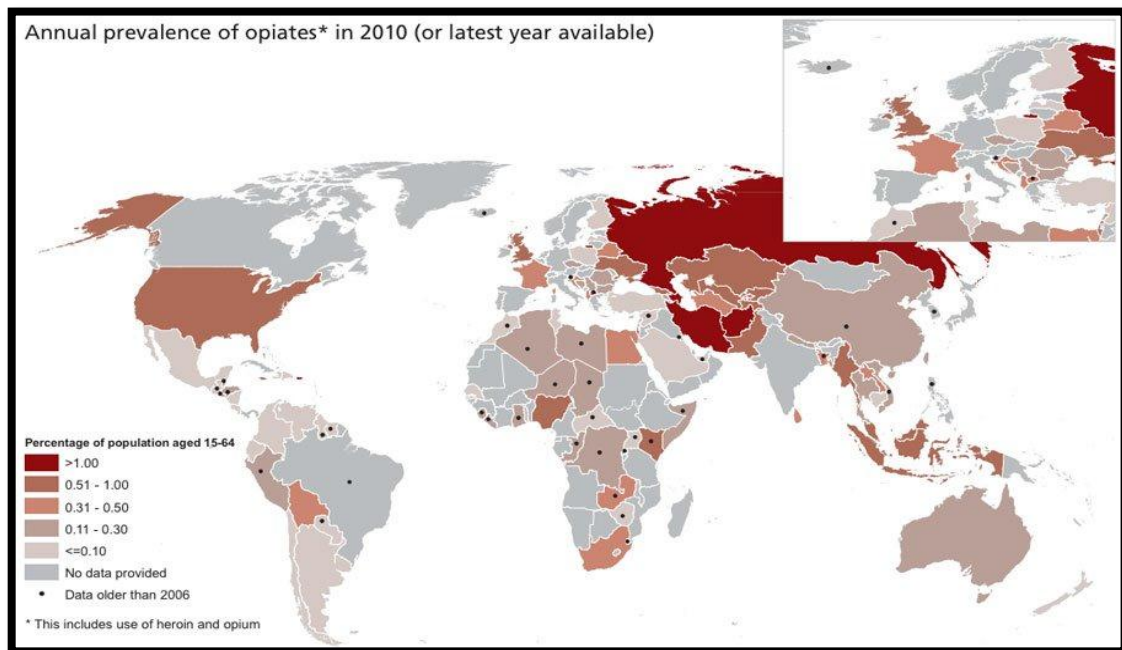 Annual prevalence of opiates* in 2010 (or latest year available)
Percentage of population aged 15-64
>1.00
0.51 - 1.00
0.31 - 0.50
0.11 - 0.30
<=0.10
No data provided
Data older than 2006
* This includes use of heroin and opium